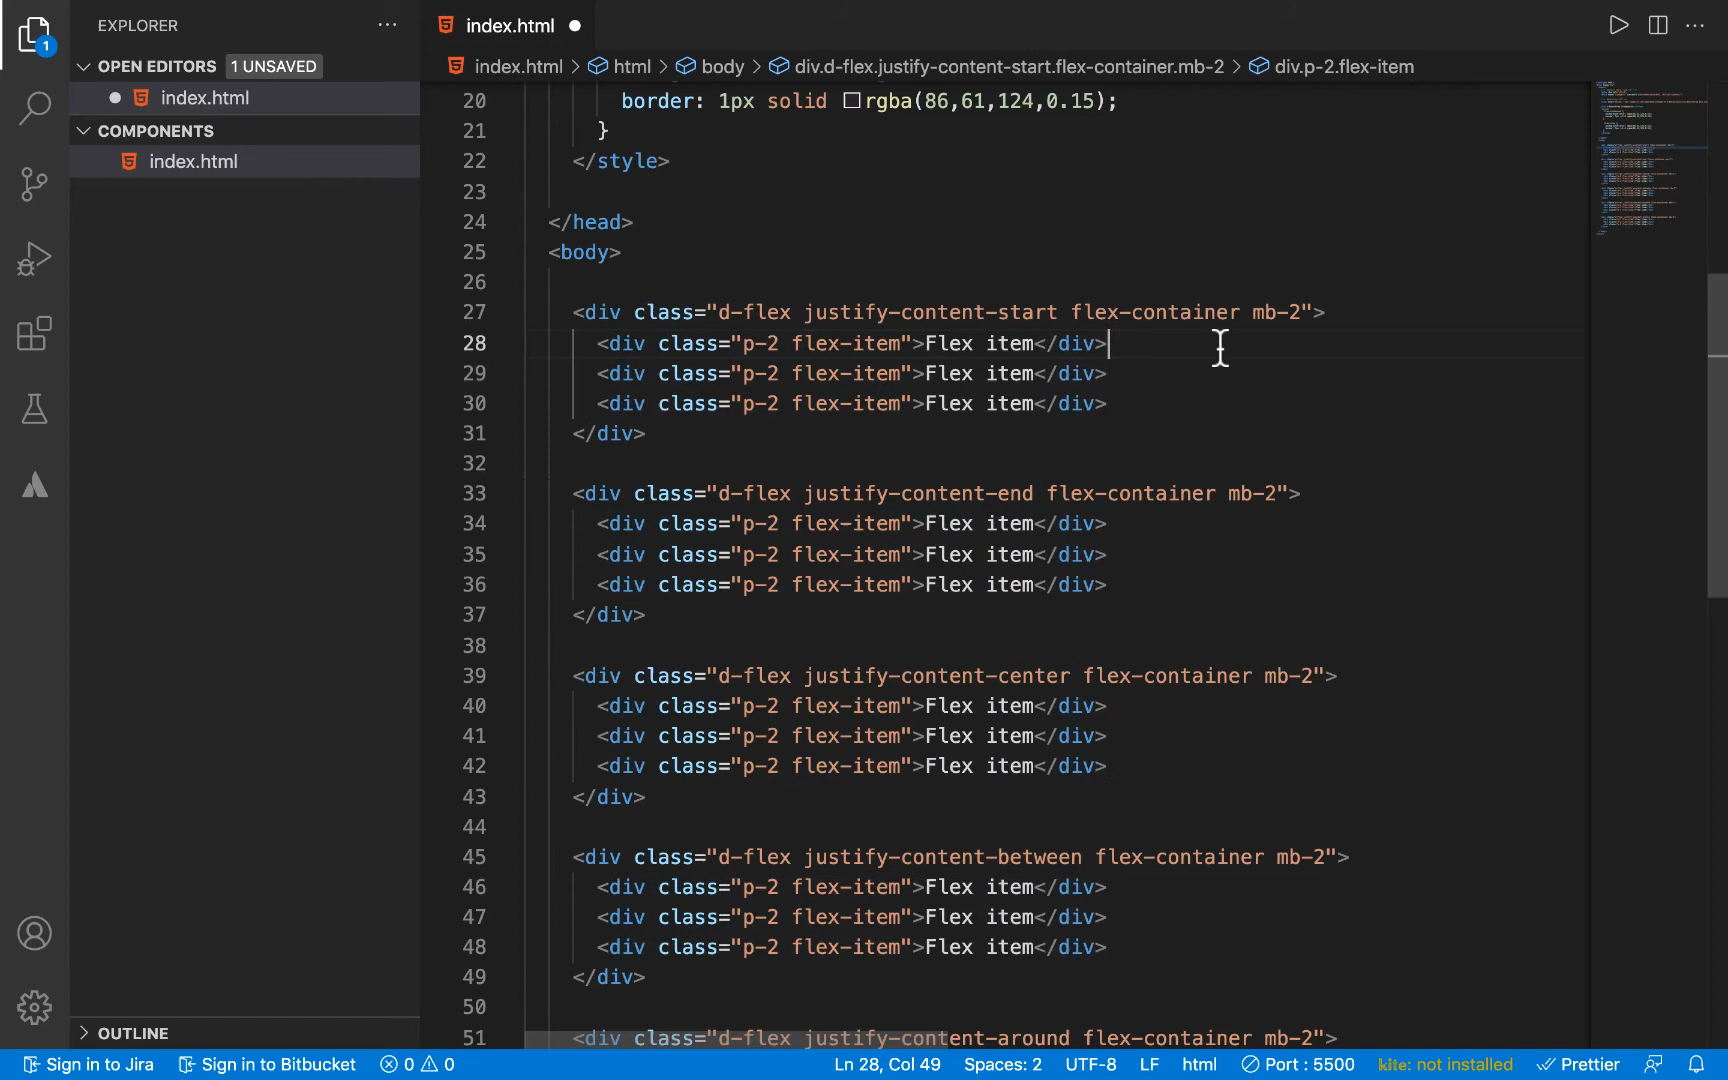 EXPLORER
index.html
OPEN EDITORS 1 UNSAVED
index.html
COMPONENTS
index.html
1
index.html > html > body > div.d-flex.justify-content-start.flex-container.mb-2 > div.p-2.flex-item
20 border: 1px solid rgba(86,61,124,0.15);
21 }
22 </style>
23
24 </head>
25 <body>
26
27 <div class="d-flex justify-content-start flex-container mb-2">
28 <div class="p-2 flex-item">Flex item</div>
29 <div class="p-2 flex-item">Flex item</div>
30 <div class="p-2 flex-item">Flex item</div>
31 </div>
32
33 <div class="d-flex justify-content-end flex-container mb-2">
34 <div class="p-2 flex-item">Flex item</div>
35 <div class="p-2 flex-item">Flex item</div>
36 <div class="p-2 flex-item">Flex item</div>
37 </div>
38
39 <div class="d-flex justify-content-center flex-container mb-2">
40 <div class="p-2 flex-item">Flex item</div>
41 <div class="p-2 flex-item">Flex item</div>
42 <div class="p-2 flex-item">Flex item</div>
43 </div>
44
45 <div class="d-flex justify-content-between flex-container mb-2">
46 <div class="p-2 flex-item">Flex item</div>
47 <div class="p-2 flex-item">Flex item</div>
48 <div class="p-2 flex-item">Flex item</div>
49 </div>
50
51 <div class="d-flex justify-content-around flex-container mb-2">
OUTLINE
Sign in to Jira Sign in to Bitbucket 0 0 Ln 28, Col 49 Spaces: 2 UTF-8 LF html Port : 5500 kite: not installed Prettier